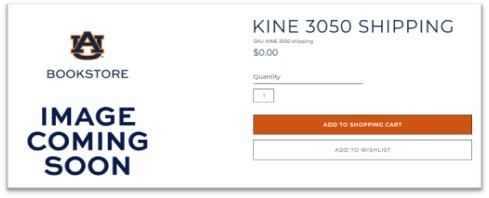 AU
BOOKSTORE
IMAGE
COMING
SOON
KINE 3050 SHIPPING
SKU: KINE 3050 shipping
$0.00
Quantity
1
ADD TO SHOPPING CART
ADD TO WISHLIST